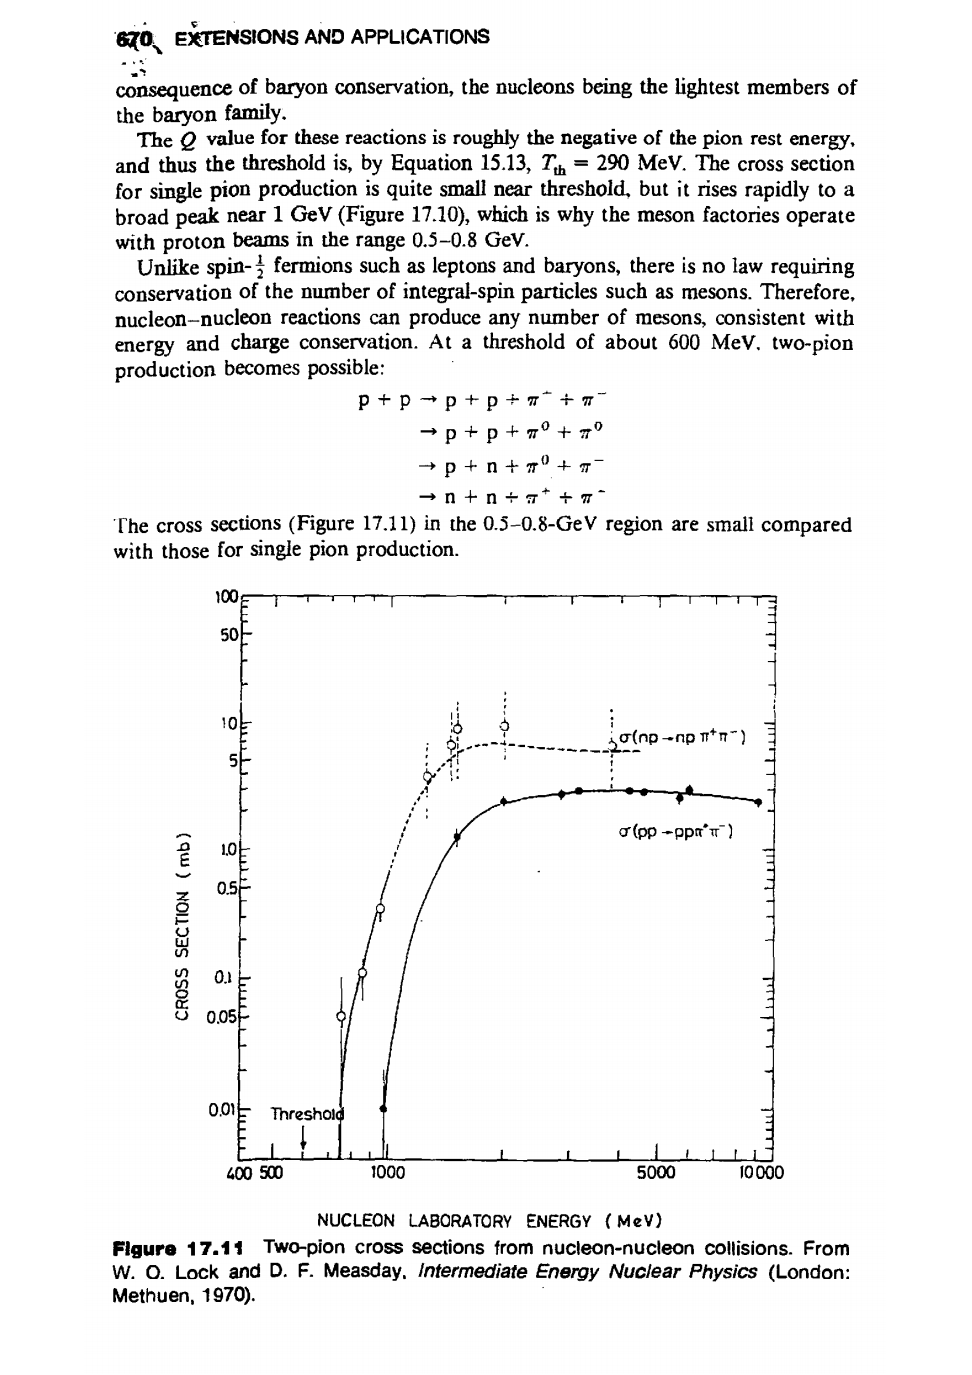 670 EXTENSIONS AND APPLICATIONS
consequence of baryon conservation, the nucleons being the lightest members of
the baryon family.
The Q value for these reactions is roughly the negative of the pion rest energy,
and thus the threshold is, by Equation 15.13, Tth = 290 MeV. The cross section
for single pion production is quite small near threshold, but it rises rapidly to a
broad peak near 1 GeV (Figure 17.10), which is why the meson factories operate
with proton beams in the range 0.5–0.8 GeV.
Unlike spin-½ fermions such as leptons and baryons, there is no law requiring
conservation of the number of integral-spin particles such as mesons. Therefore,
nucleon–nucleon reactions can produce any number of mesons, consistent with
energy and charge conservation. At a threshold of about 600 MeV. two-pion
production becomes possible:
p + p → p + p + π⁺ + π⁻
→ p + p + π⁰ + π⁰
→ p + n + π⁰ + π⁻
→ n + n + π⁺ + π⁻
The cross sections (Figure 17.11) in the 0.5–0.8-GeV region are small compared
with those for single pion production.
100
50
10
5
1.0
0.5
0.1
0.05
0.01
CROSS SECTION (mb)
σ(np → np π⁺π⁻)
σ(pp → ppπ⁺π⁻)
Threshold
400 500 1000 5000 10000
NUCLEON LABORATORY ENERGY (MeV)
Figure 17.11 Two-pion cross sections from nucleon-nucleon collisions. From
W. O. Lock and D. F. Measday, Intermediate Energy Nuclear Physics (London:
Methuen, 1970).